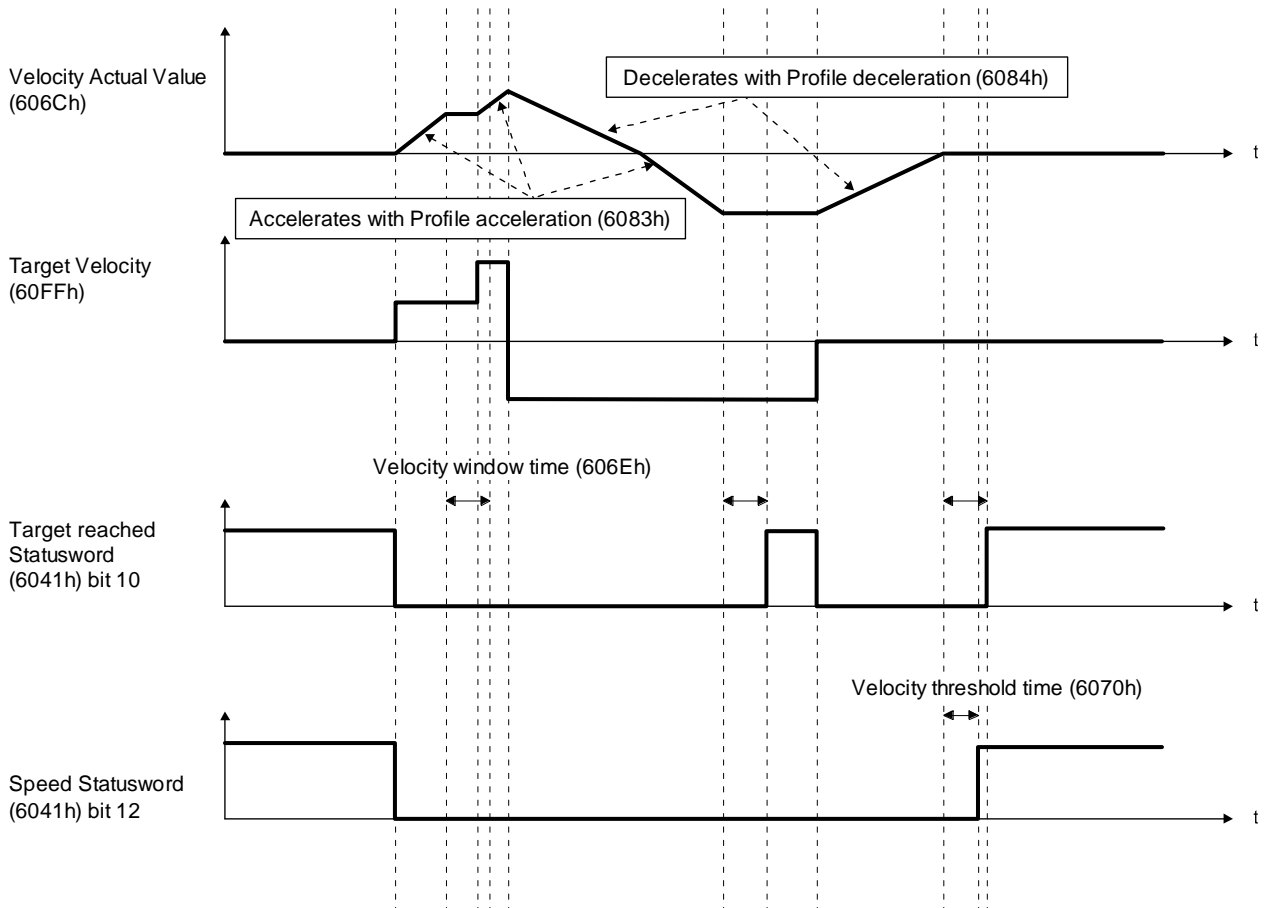 Velocity Actual Value
(606Ch)
Decelerates with Profile deceleration (6084h)
t
Accelerates with Profile acceleration (6083h)
Target Velocity
(60FFh)
t
Velocity window time (606Eh)
Target reached
Statusword
(6041h) bit 10
t
Velocity threshold time (6070h)
Speed Statusword
(6041h) bit 12
t